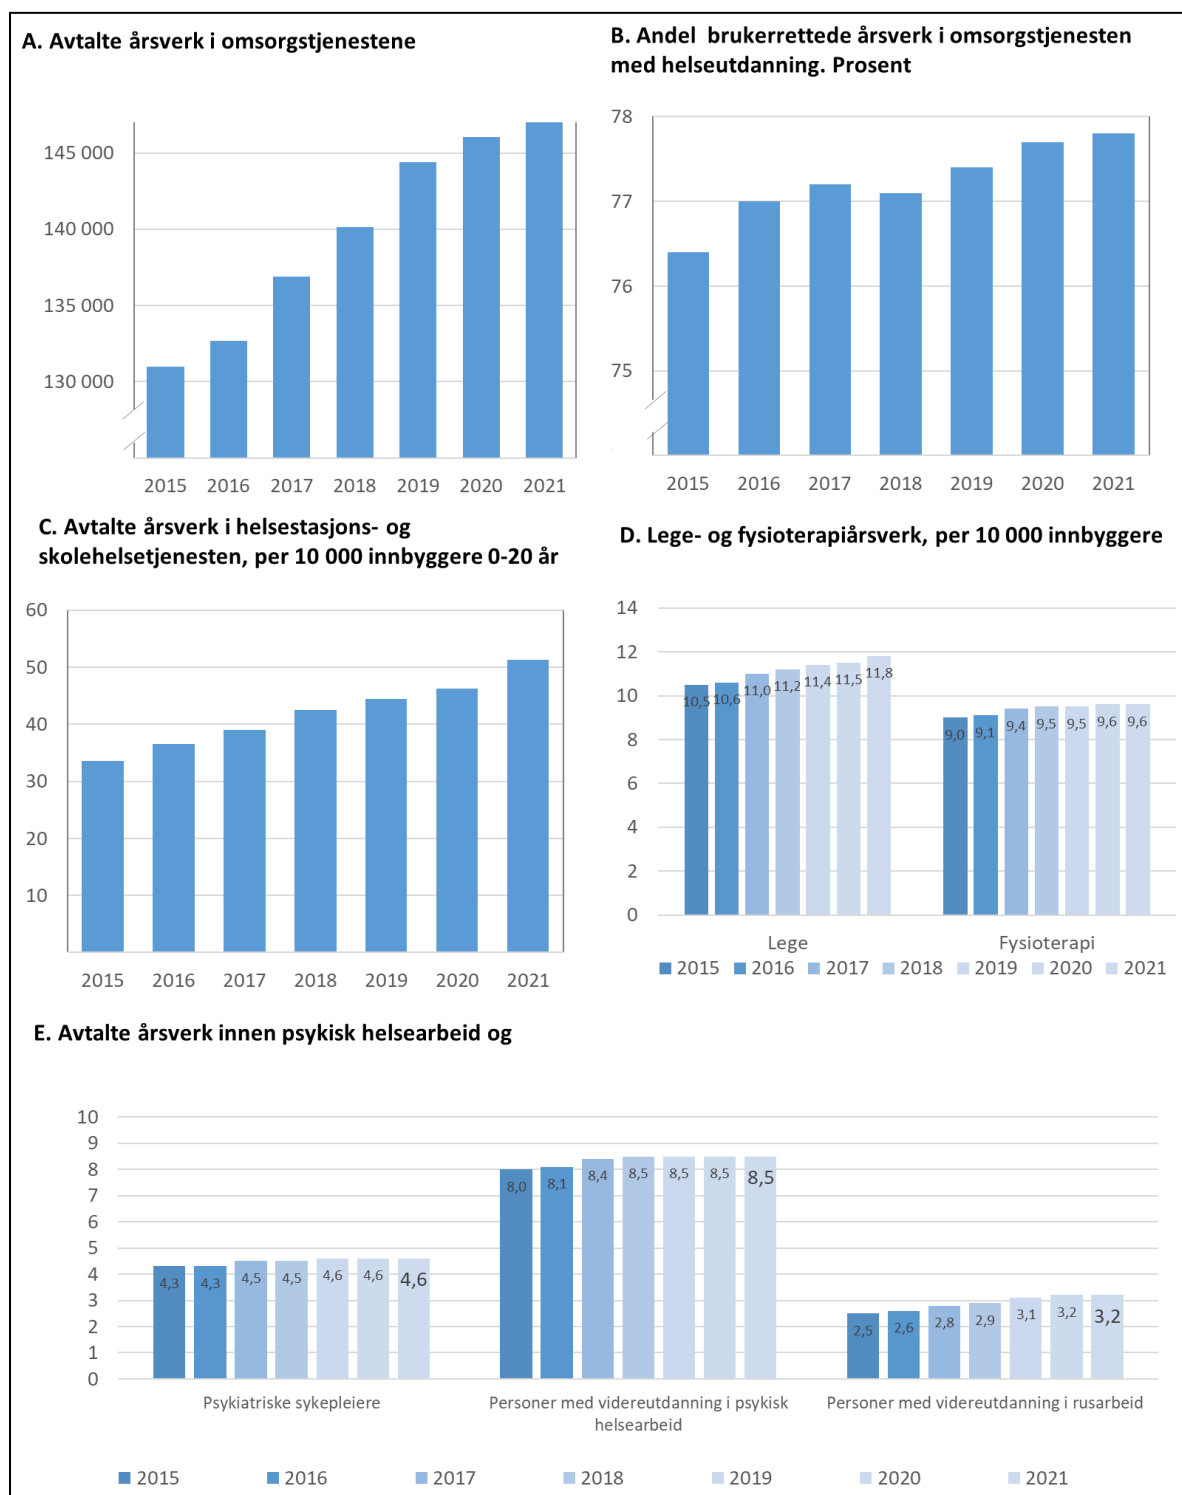 A. Avtalte årsverk i omsorgstjenestene
145 000
140 000
135 000
130 000
2015 2016 2017 2018 2019 2020 2021
B. Andel  brukerrettede årsverk i omsorgstjenesten
med helseutdanning. Prosent
78
77
76
75
2015 2016 2017 2018 2019 2020 2021
C. Avtalte årsverk i helsestasjons- og
skolehelsetjenesten, per 10 000 innbyggere 0-20 år
60
50
40
30
20
10
2015 2016 2017 2018 2019 2020 2021
D. Lege- og fysioterapiårsverk, per 10 000 innbyggere
14
12
10
8
6
4
2
0
10,5 10,6 11,0 11,2 11,4 11,5 11,8
9,0 9,1 9,4 9,5 9,5 9,6 9,6
Lege Fysioterapi
2015 2016 2017 2018 2019 2020 2021
E. Avtalte årsverk innen psykisk helsearbeid og
10
9
8
7
6
5
4
3
2
1
0
4,3 4,3 4,5 4,5 4,6 4,6 4,6
8,0 8,1 8,4 8,5 8,5 8,5 8,5
2,5 2,6 2,8 2,9 3,1 3,2 3,2
Psykiatriske sykepleiere
Personer med videreutdanning i psykisk
helsearbeid
Personer med videreutdanning i rusarbeid
2015 2016 2017 2018 2019 2020 2021